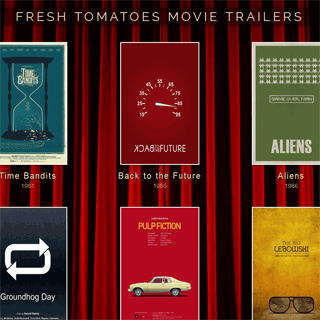 FRESH TOMATOES MOVIE TRAILERS
TIME
BANDITS
35 45 55 65 75 85 95
25
15
BACK TO THE FUTURE
GAME OVER, MAN
ALIENS
Time Bandits
1981
Back to the Future
1985
Aliens
1986
Groundhog Day
PULP FICTION
THE BIG
LEBOWSKI